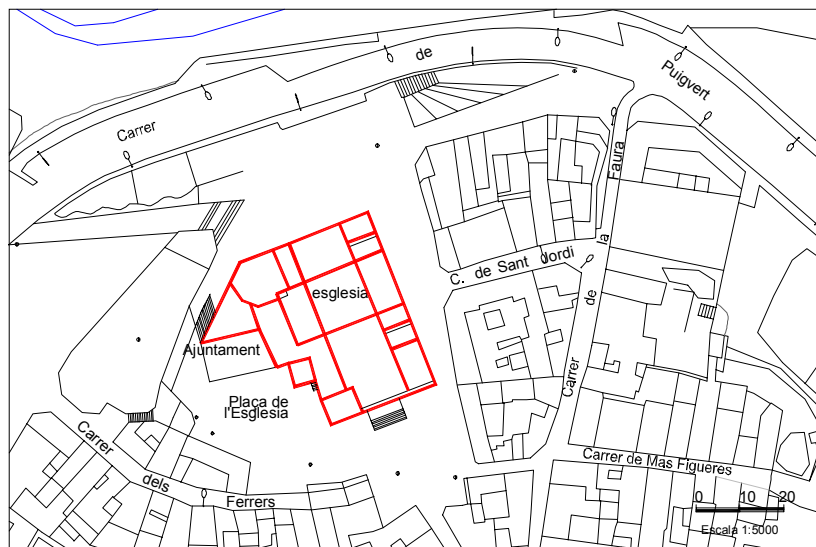 de
Puigvert
Carrer
Faura
la
C. de Sant Jordi
de
esglesia
Ajuntament
Carrer
Plaça de
l'Esglesia
Carrer
dels
Ferrers
Carrer de Mas Figueres
0 10 20
Escala 1:5000